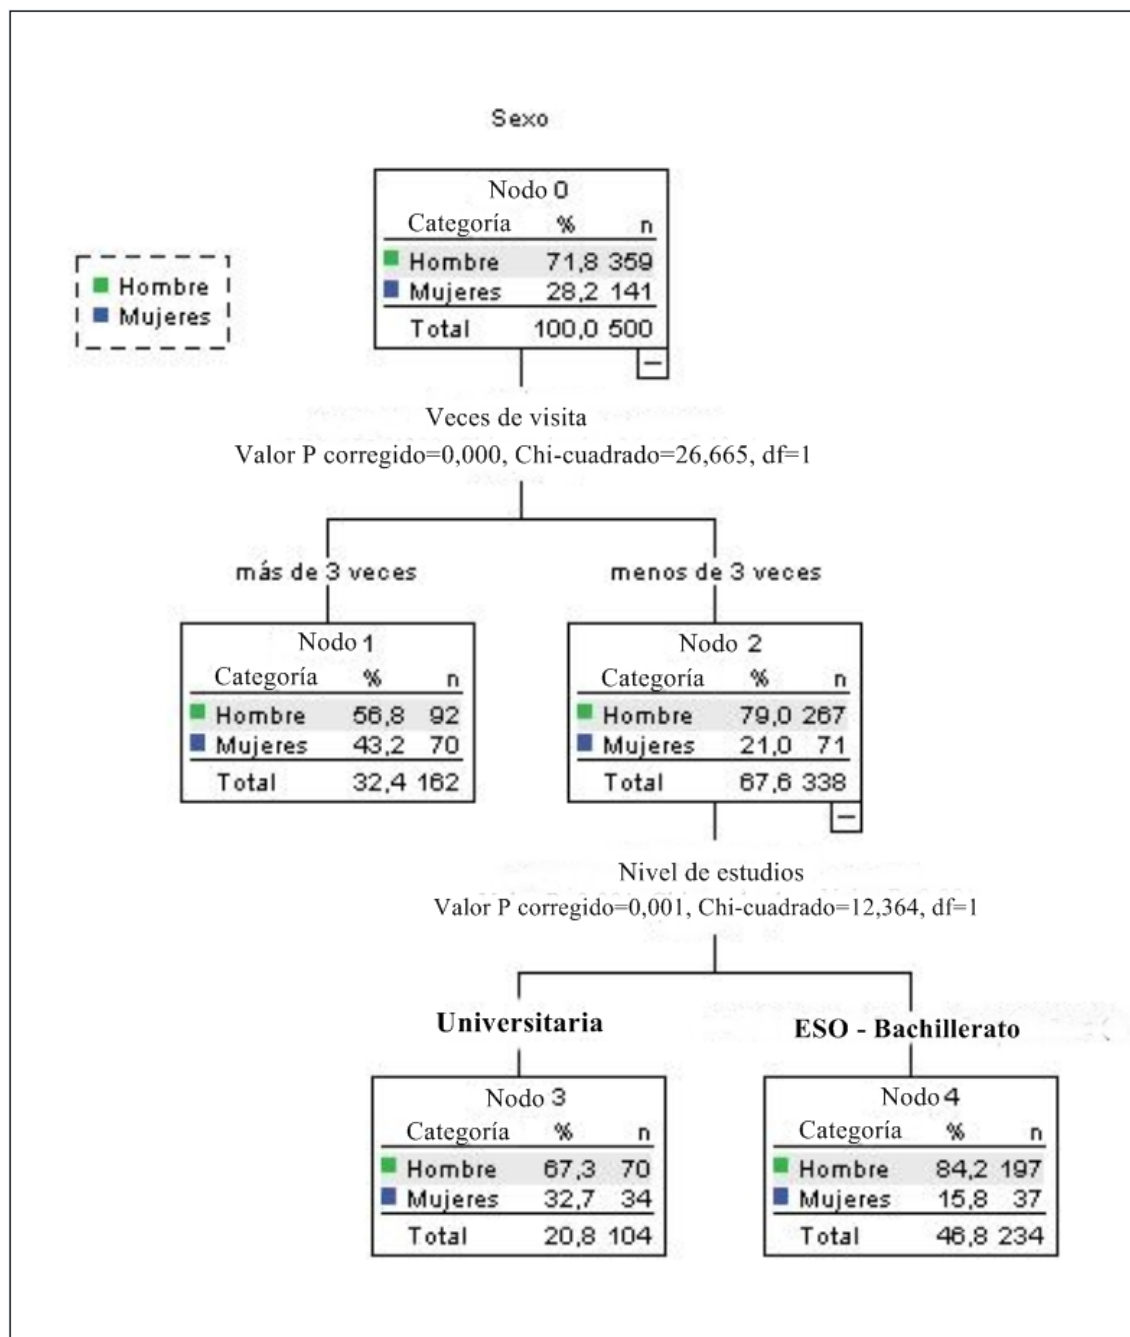 Sexo
Nodo 0
Categoría % n
Hombre 71,8 359
Mujeres 28,2 141
Total 100,0 500
Hombre
Mujeres
Veces de visita
Valor P corregido=0,000, Chi-cuadrado=26,665, df=1
más de 3 veces
menos de 3 veces
Nodo 1
Categoría % n
Hombre 56,8 92
Mujeres 43,2 70
Total 32,4 162
Nodo 2
Categoría % n
Hombre 79,0 267
Mujeres 21,0 71
Total 67,6 338
Nivel de estudios
Valor P corregido=0,001, Chi-cuadrado=12,364, df=1
Universitaria
ESO - Bachillerato
Nodo 3
Categoría % n
Hombre 67,3 70
Mujeres 32,7 34
Total 20,8 104
Nodo 4
Categoría % n
Hombre 84,2 197
Mujeres 15,8 37
Total 46,8 234